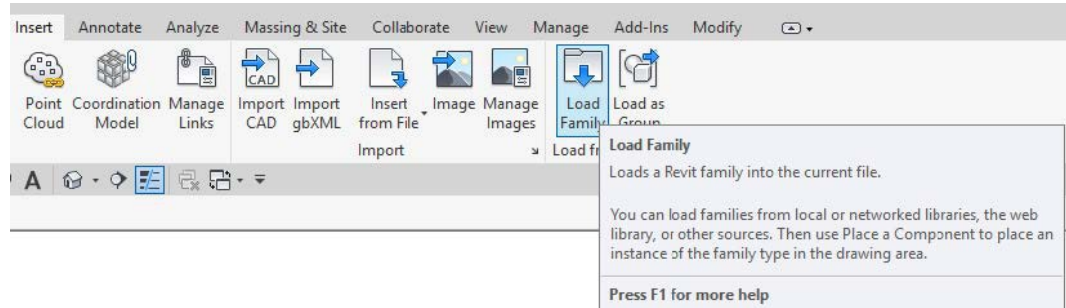 Insert Annotate Analyze Massing & Site Collaborate View Manage Add-Ins Modify
CAD
Point Cloud
Coordination Model
Manage Links
Import CAD
Import gbXML
Insert from File
Image
Manage Images
Load Family
Load as Group
Import
Load fr
A
Load Family
Loads a Revit family into the current file.
You can load families from local or networked libraries, the web
library, or other sources. Then use Place a Component to place an
instance of the family type in the drawing area.
Press F1 for more help